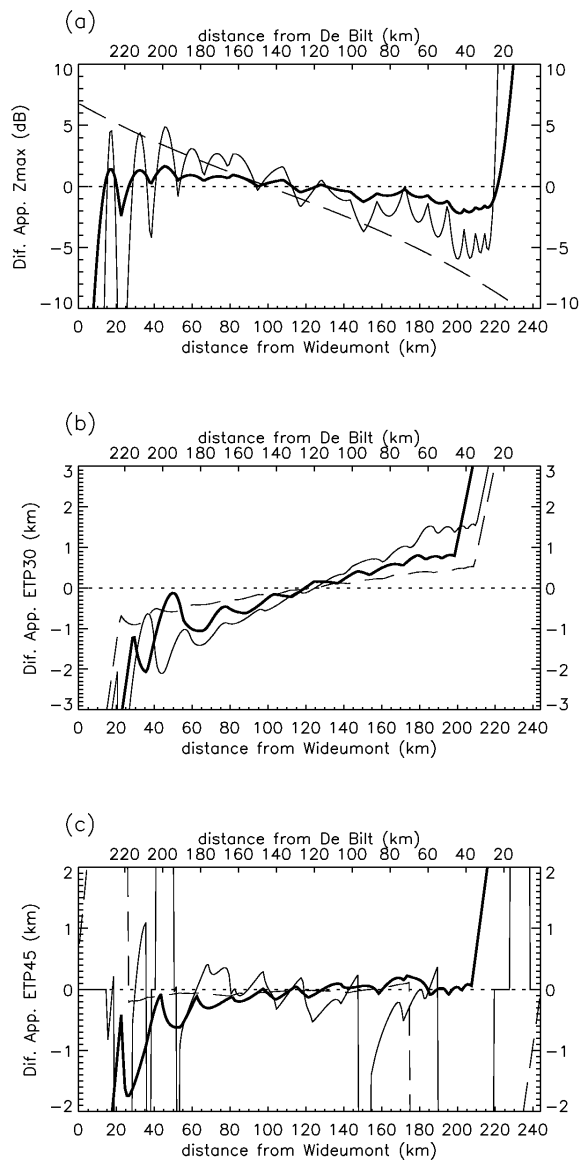 (a)
distance from De Bilt (km)
220 200 180 160 140 120 100 80 60 40 20
Dif. App. Zmax (dB)
10 10
5 5
0 0
−5 −5
−10 −10
0 20 40 60 80 100 120 140 160 180 200 220 240
distance from Wideumont (km)
(b)
distance from De Bilt (km)
220 200 180 160 140 120 100 80 60 40 20
Dif. App. ETP30 (km)
3 3
2 2
1 1
0 0
−1 −1
−2 −2
−3 −3
0 20 40 60 80 100 120 140 160 180 200 220 240
distance from Wideumont (km)
(c)
distance from De Bilt (km)
220 200 180 160 140 120 100 80 60 40 20
Dif. App. ETP45 (km)
2 2
1 1
0 0
−1 −1
−2 −2
0 20 40 60 80 100 120 140 160 180 200 220 240
distance from Wideumont (km)